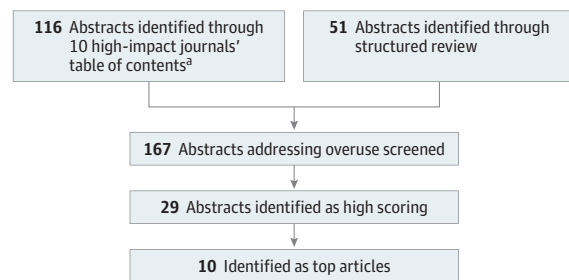 116 Abstracts identified through
10 high-impact journals’
table of contentsa
51 Abstracts identified through
structured review
167 Abstracts addressing overuse screened
29 Abstracts identified as high scoring
10 Identified as top articles